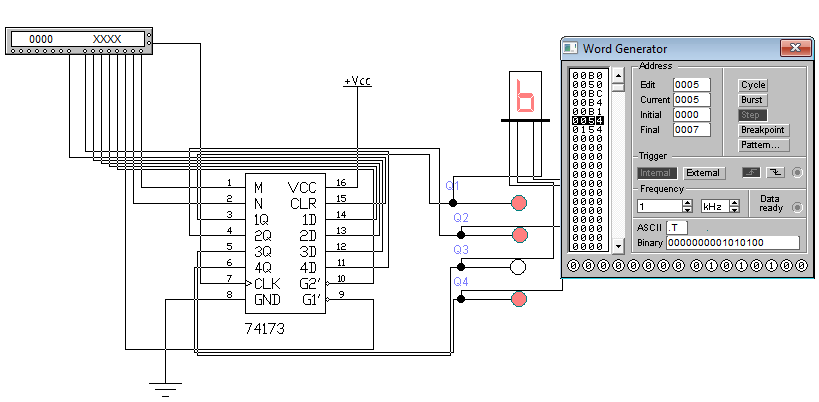 0000 XXXX
+Vcc
b
Q1
Q2
Q3
Q4
1 M VCC 16
2 N CLR 15
3 1Q 1D 14
4 2Q 2D 13
5 3Q 3D 12
6 4Q 4D 11
7 CLK G2' 10
8 GND G1' 9
74173
Word Generator
00B0
0050
00BC
00B4
00B1
0054
0154
0000
0000
0000
0000
0000
0000
0000
0000
0000
0000
0000
0000
Address
Edit 0005
Current 0005
Initial 0000
Final 0007
Cycle
Burst
Step
Breakpoint
Pattern...
Trigger
Internal External
Frequency
1 kHz
Data ready
ASCII .T .
Binary 0000000001010100
0 0 0 0 0 0 0 0 0 1 0 1 0 1 0 0